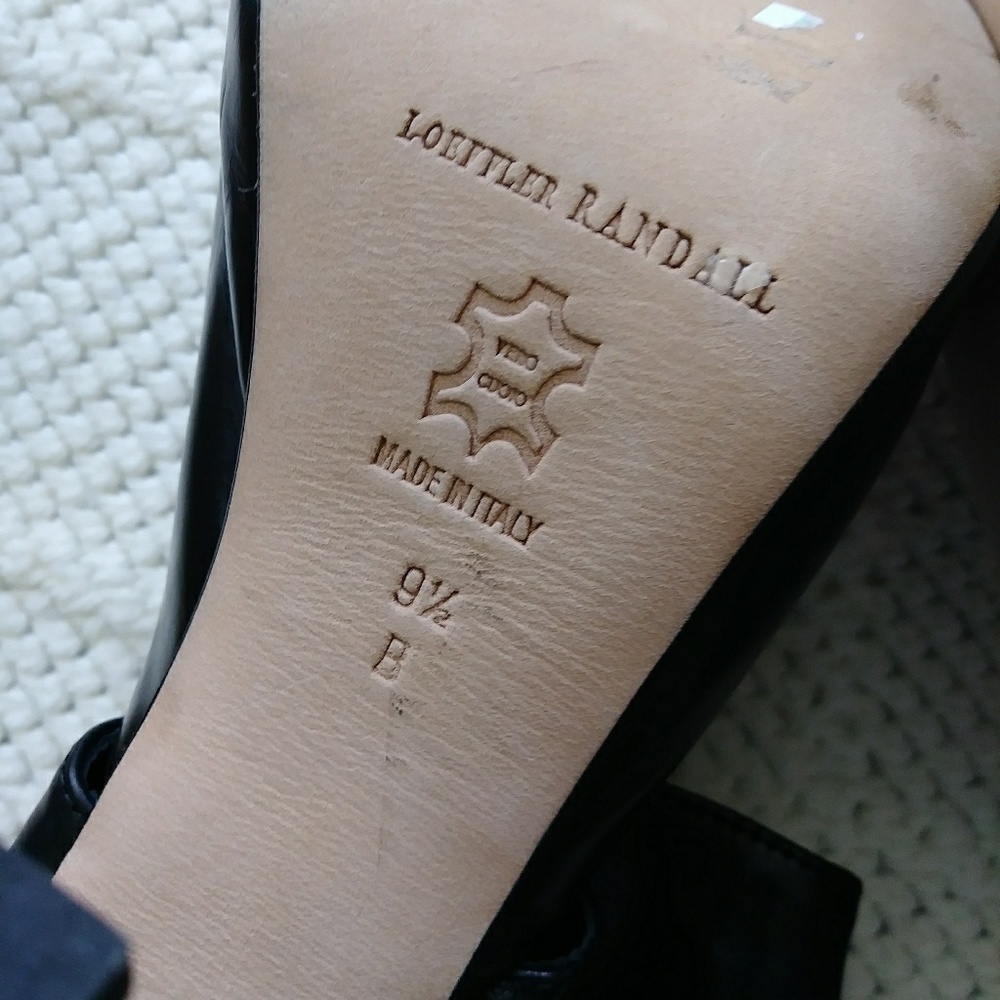 LOEFFLER RANDALL
VERO
CUOIO
MADE IN ITALY
9½
B